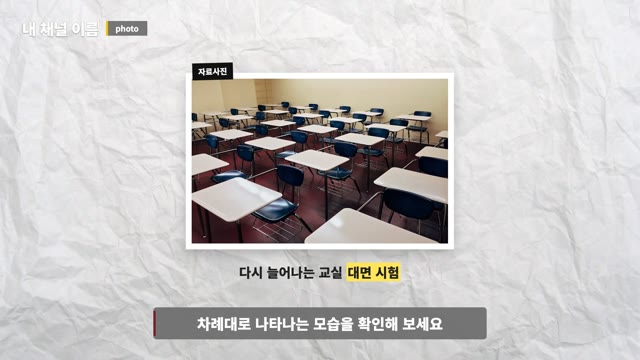 내 채널 이름 photo
자료사진
다시 늘어나는 교실 대면 시험
차례대로 나타나는 모습을 확인해 보세요